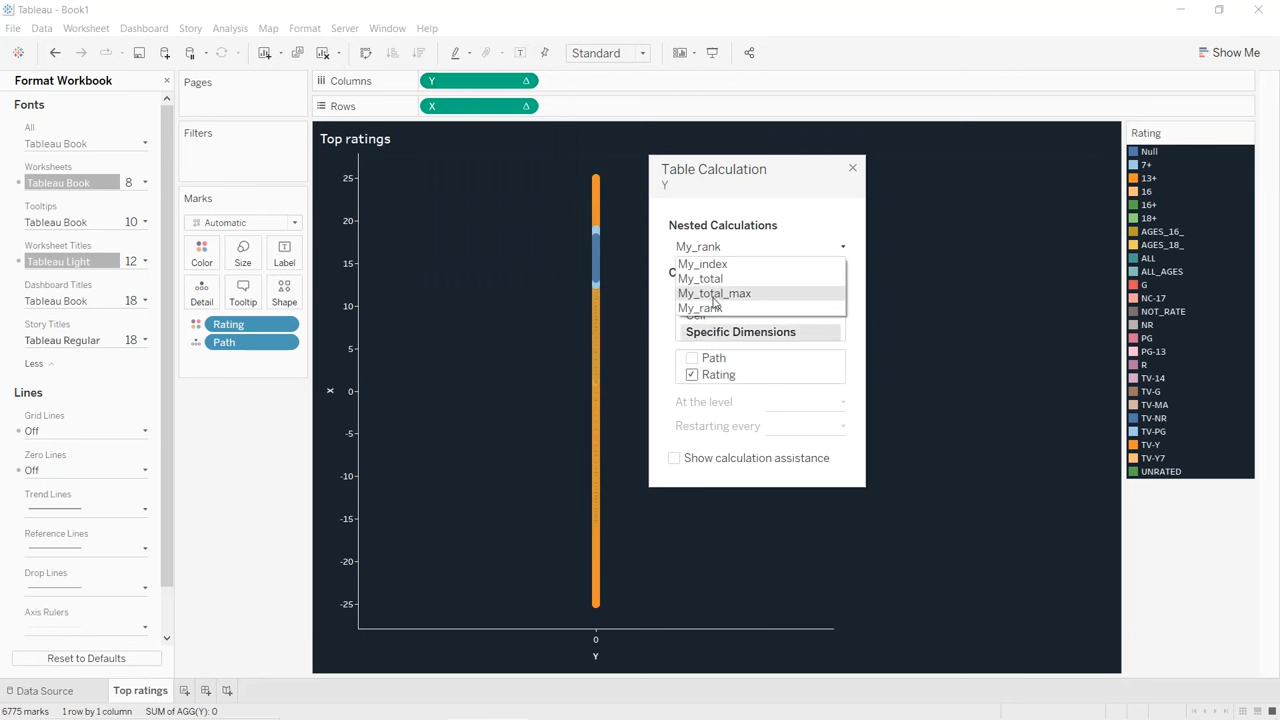 Tableau - Book1
File Data Worksheet Dashboard Story Analysis Map Format Server Window Help
Standard
Show Me
Format Workbook
Fonts
All
Tableau Book
Worksheets
Tableau Book 8
Tooltips
Tableau Book 10
Worksheet Titles
Tableau Light 12
Dashboard Titles
Tableau Book 18
Story Titles
Tableau Regular 18
Less
Lines
Grid Lines
Off
Zero Lines
Off
Trend Lines
Reference Lines
Drop Lines
Axis Rulers
Reset to Defaults
Pages
Filters
Marks
Automatic
Color Size Label
Detail Tooltip Shape
Rating
Path
Columns Y
Rows X
Top ratings
25
20
15
10
5
0
-5
-10
-15
-20
-25
X
0
Y
Table Calculation
Y
Nested Calculations
My_rank
My_index
My_total
My_total_max
My_rank
Specific Dimensions
Path
Rating
At the level
Restarting every
Show calculation assistance
Rating
Null
7+
13+
16
16+
18+
AGES_16_
AGES_18_
ALL
ALL_AGES
G
NC-17
NOT_RATE
NR
PG
PG-13
R
TV-14
TV-G
TV-MA
TV-NR
TV-PG
TV-Y
TV-Y7
UNRATED
Data Source Top ratings
6775 marks 1 row by 1 column SUM of AGG(Y): 0